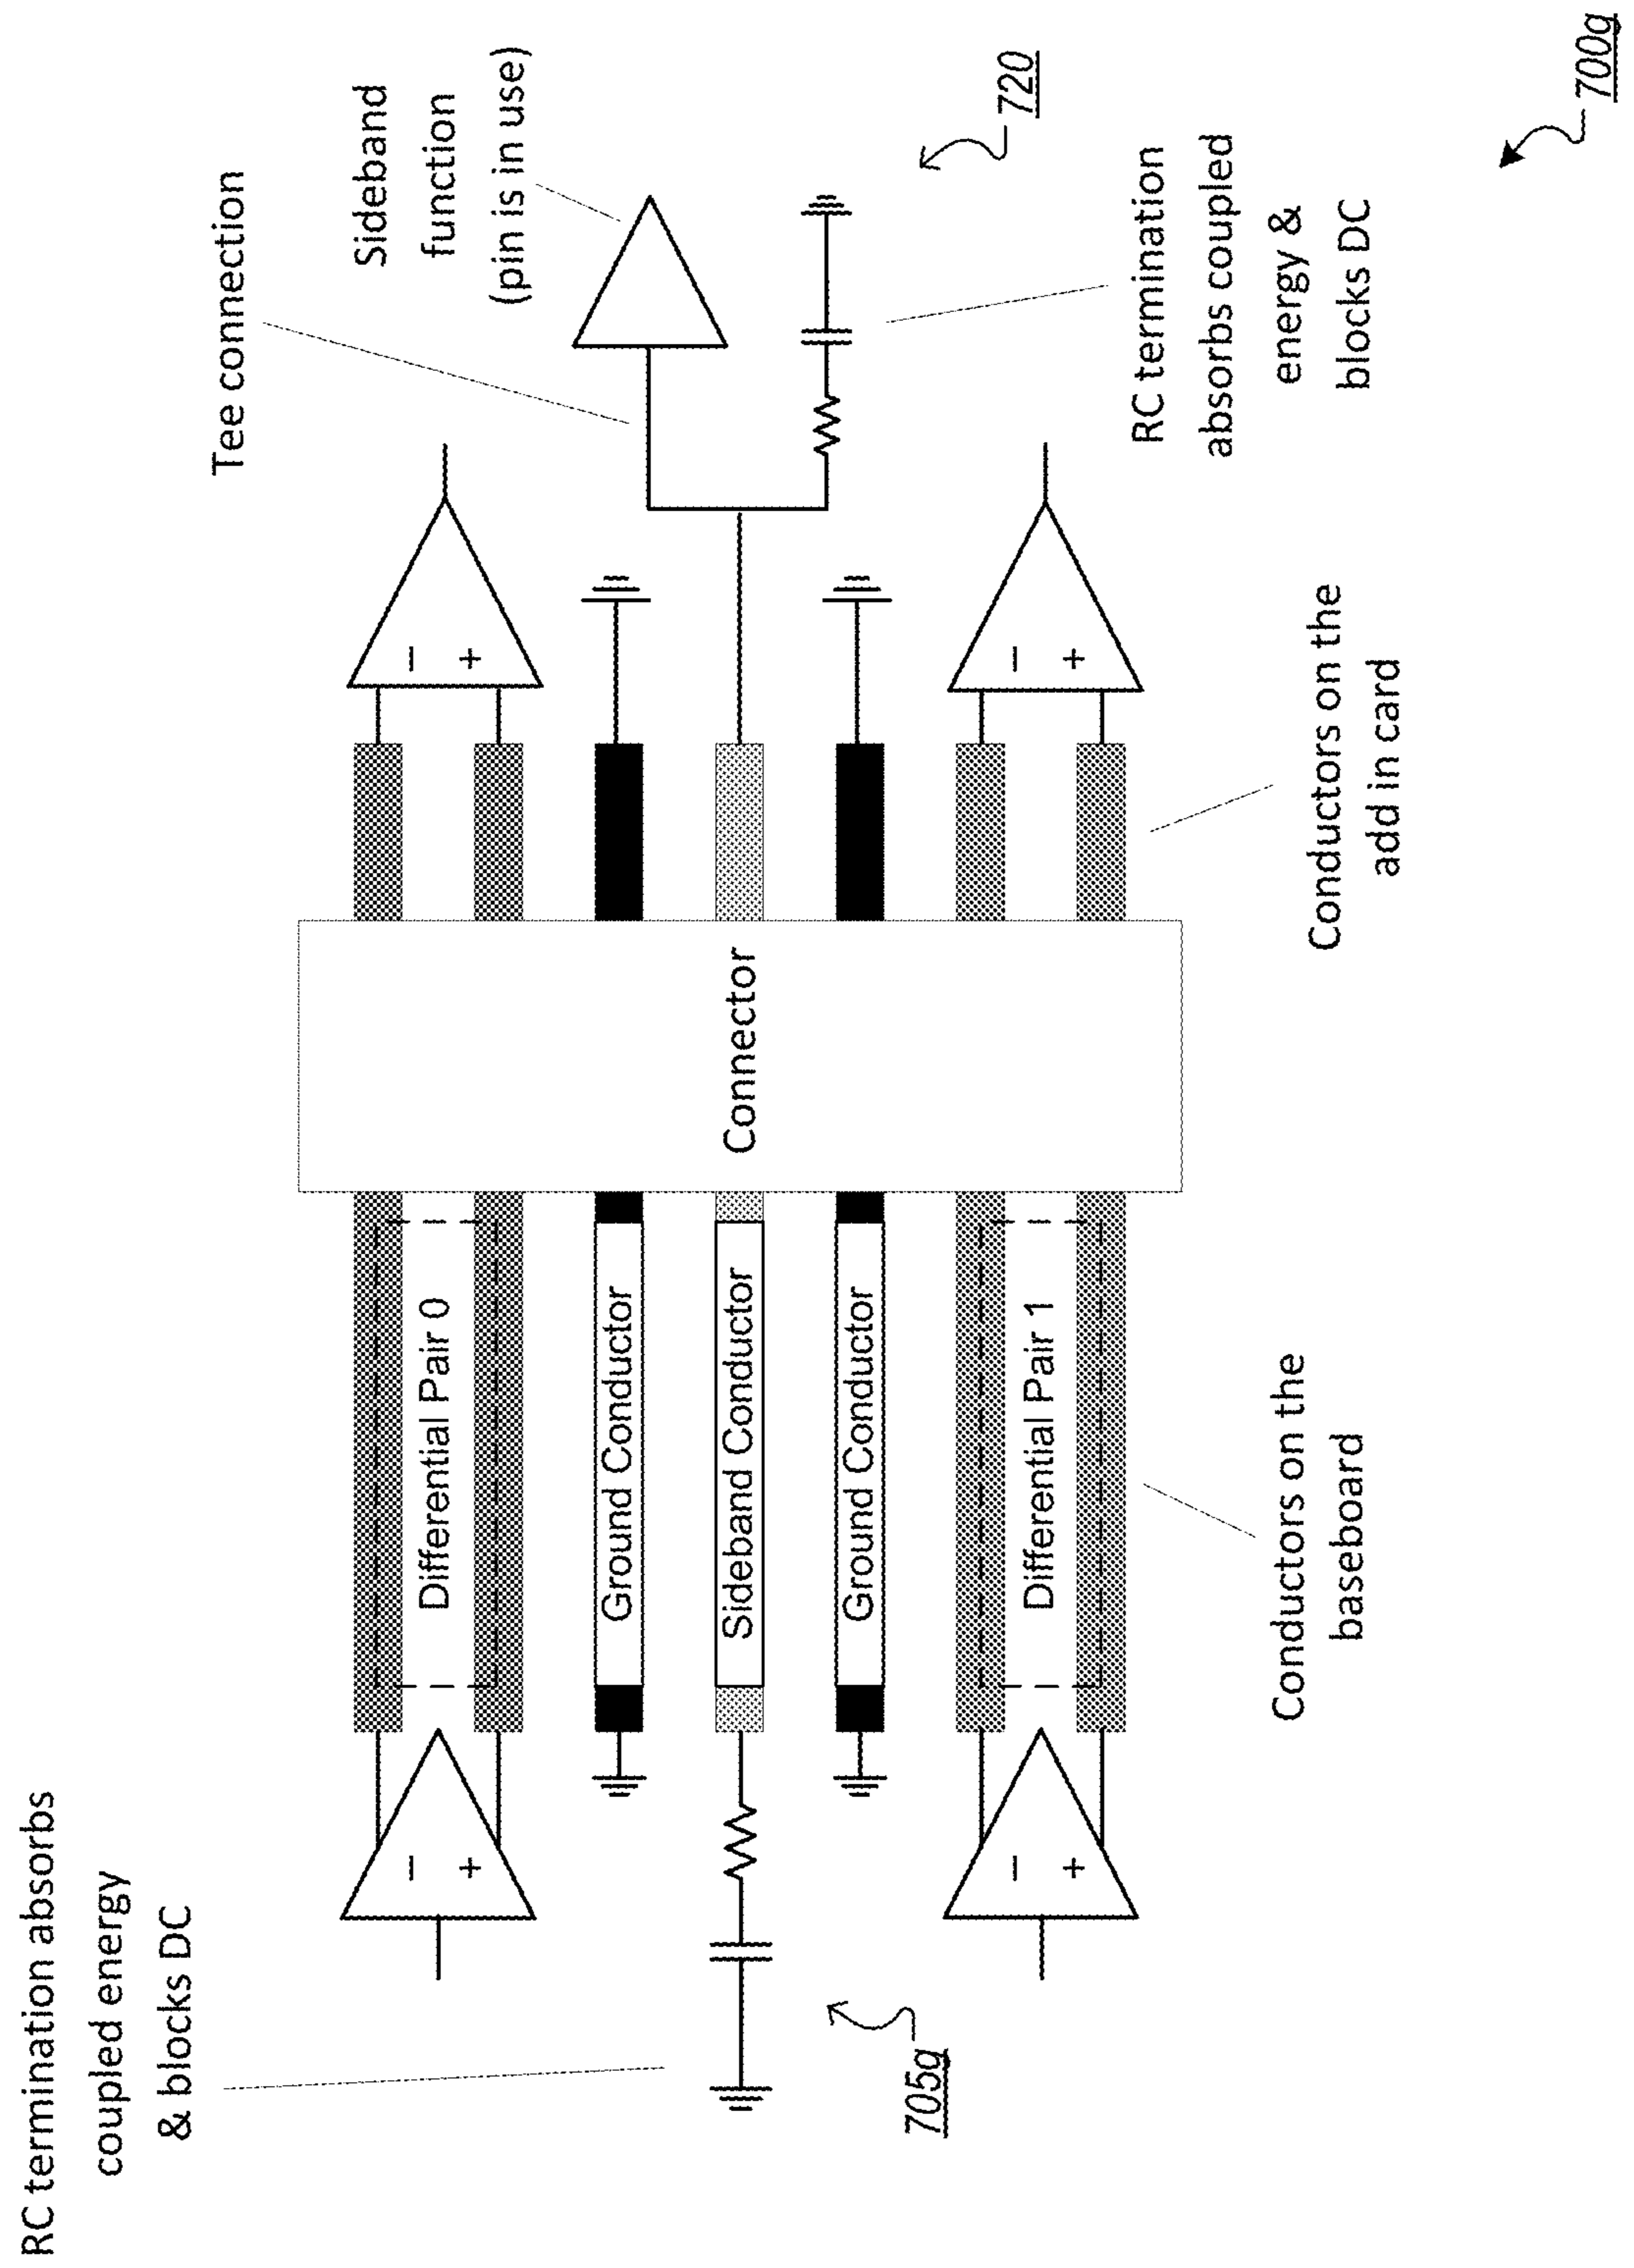 RC termination absorbs
coupled energy
& blocks DC
Tee connection
Sideband
function
(pin is in use)
- +
- +
Differential Pair 0
Ground Conductor
Sideband Conductor
Ground Conductor
Differential Pair 1
Connector
- +
- +
705g
720
RC termination
absorbs coupled
energy &
blocks DC
Conductors on the
baseboard
Conductors on the
add in card
700g